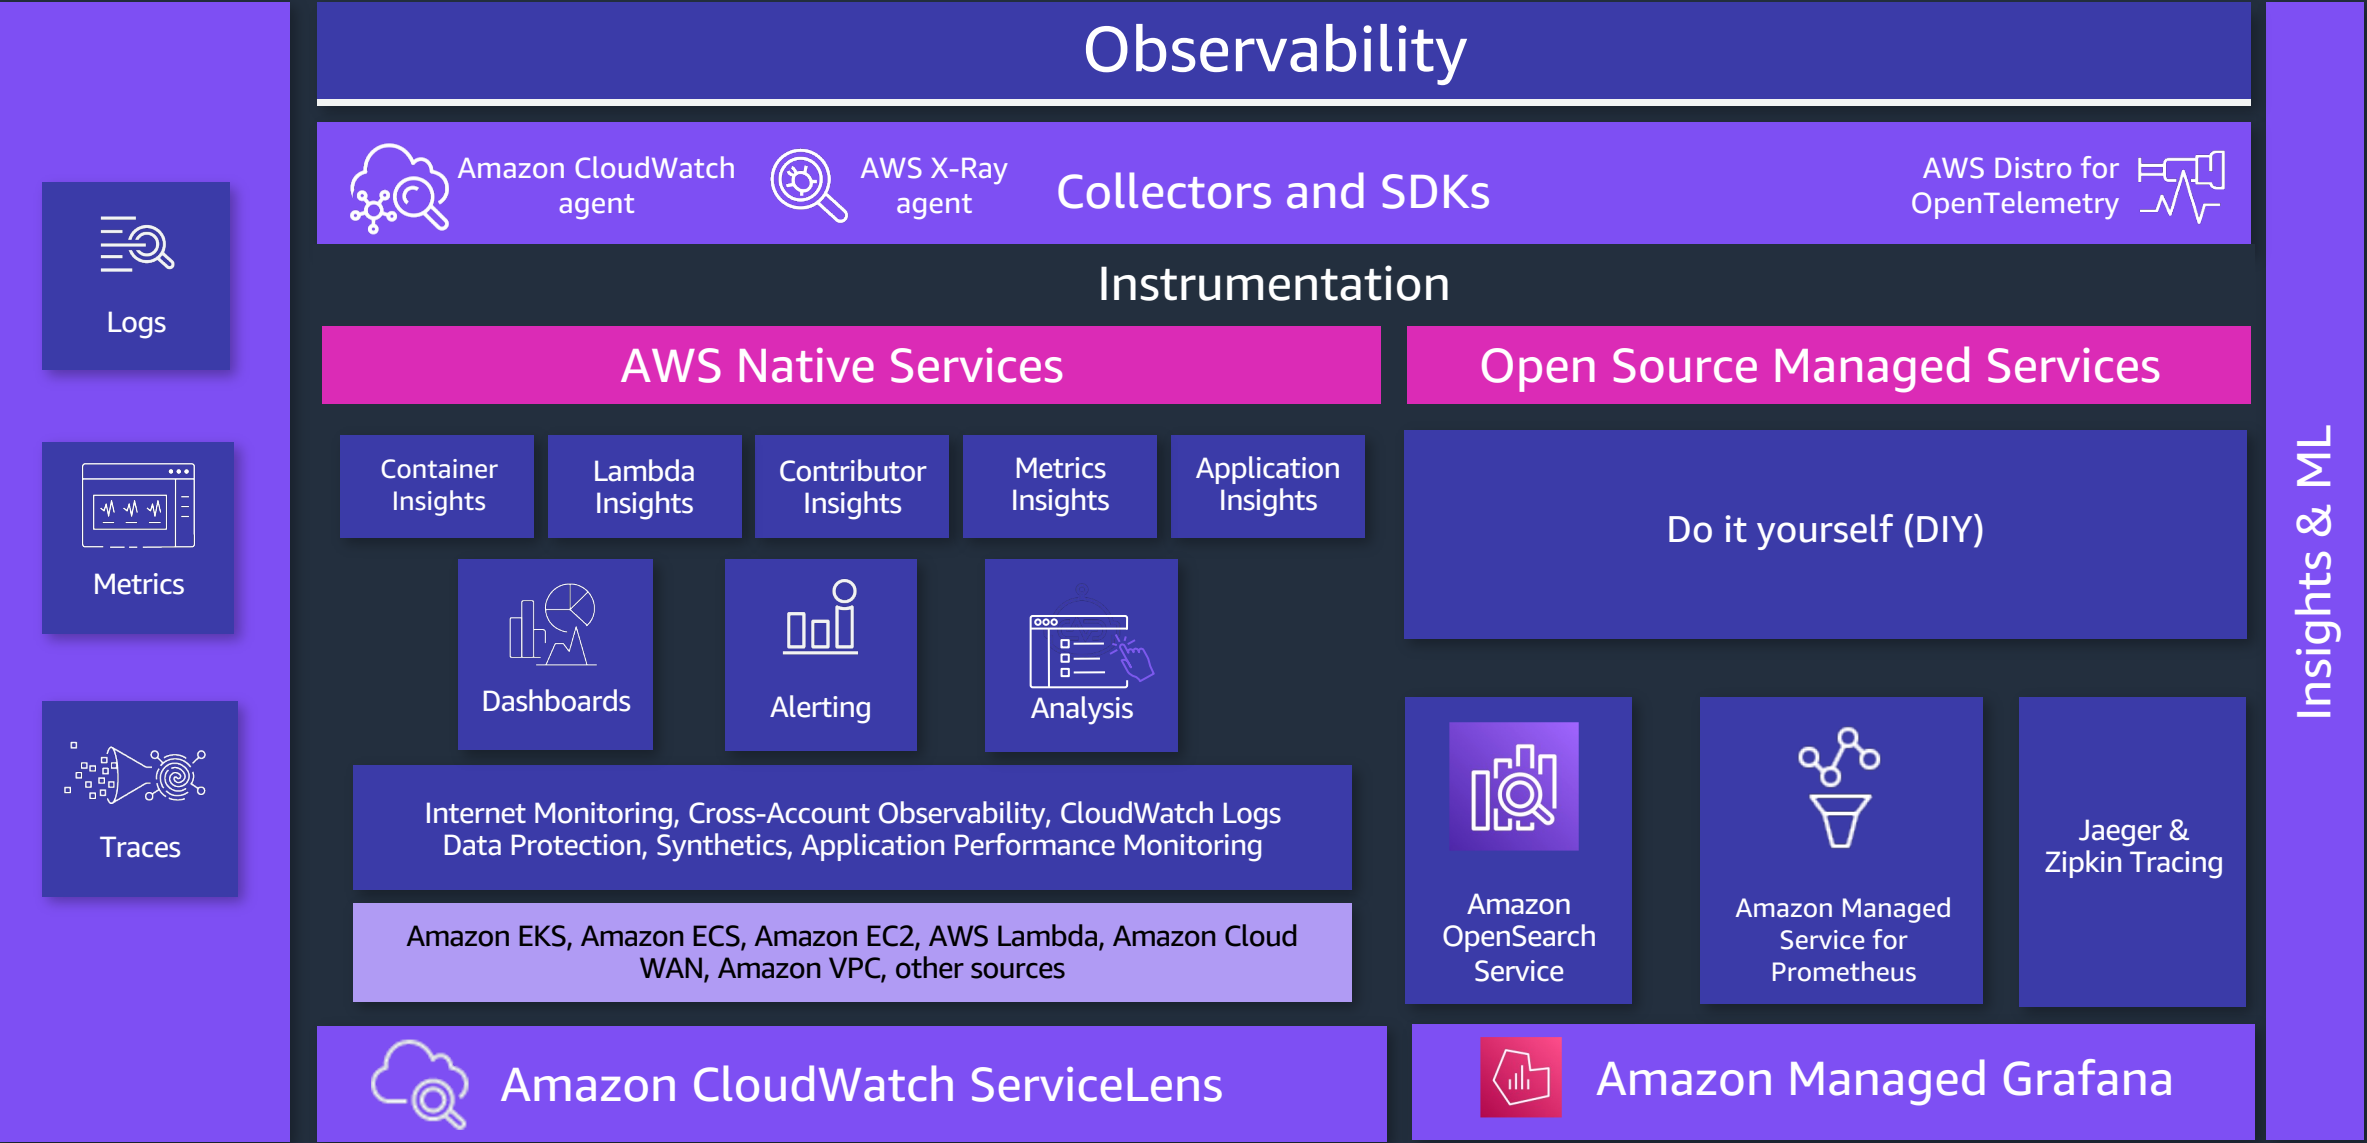 Observability
Amazon CloudWatch
agent
AWS X-Ray
agent
Collectors and SDKs
AWS Distro for
OpenTelemetry
Instrumentation
Logs
Metrics
Traces
AWS Native Services
Container
Insights
Lambda
Insights
Contributor
Insights
Metrics
Insights
Application
Insights
Dashboards
Alerting
Analysis
Internet Monitoring, Cross-Account Observability, CloudWatch Logs
Data Protection, Synthetics, Application Performance Monitoring
Amazon EKS, Amazon ECS, Amazon EC2, AWS Lambda, Amazon Cloud
WAN, Amazon VPC, other sources
Amazon CloudWatch ServiceLens
Open Source Managed Services
Do it yourself (DIY)
Amazon
OpenSearch
Service
Amazon Managed
Service for
Prometheus
Jaeger &
Zipkin Tracing
Amazon Managed Grafana
Insights & ML